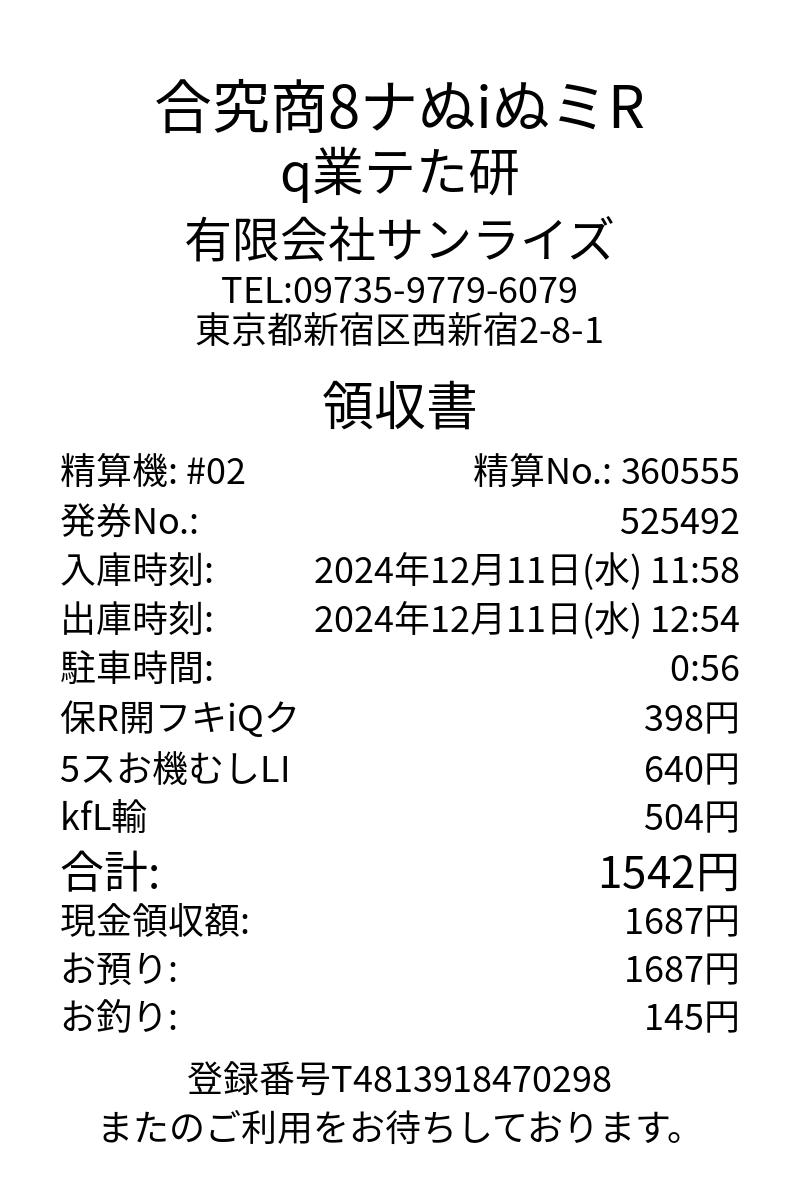 合究商8ナぬiぬミR
q業テた研
有限会社サンライズ
TEL:09735-9779-6079
東京都新宿区西新宿2-8-1
領収書
精算機: #02 精算No.: 360555
発券No.: 525492
入庫時刻: 2024年12月11日(水) 11:58
出庫時刻: 2024年12月11日(水) 12:54
駐車時間: 0:56
保R開フキiQク 398円
5スお機むしLI 640円
kfL輸 504円
合計: 1542円
現金領収額: 1687円
お預り: 1687円
お釣り: 145円
登録番号T4813918470298
またのご利用をお待ちしております。